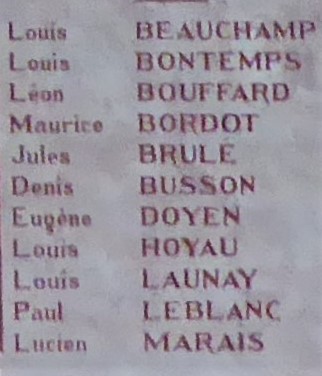 Louis BEAUCHAMP
Louis BONTEMPS
Léon BOUFFARD
Maurice BORDOT
Jules BRULÉ
Denis BUSSON
Eugène DOYEN
Louis HOYAU
Louis LAUNAY
Paul LEBLANC
Lucien MARAIS